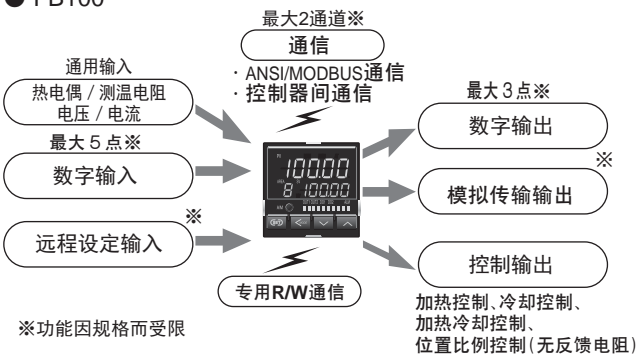 ● FB100
最大2通道※
通信
· ANSI/MODBUS通信
· 控制器间通信
通用输入
热电偶 / 测温电阻
电压 / 电流
最大5点※
数字输入
※
远程设定输入
100.00
8 100.00
专用R/W通信
最大3点※
数字输出
※
模拟传输输出
控制输出
加热控制、冷却控制、
加热冷却控制、
位置比例控制(无反馈电阻)
※功能因规格而受限